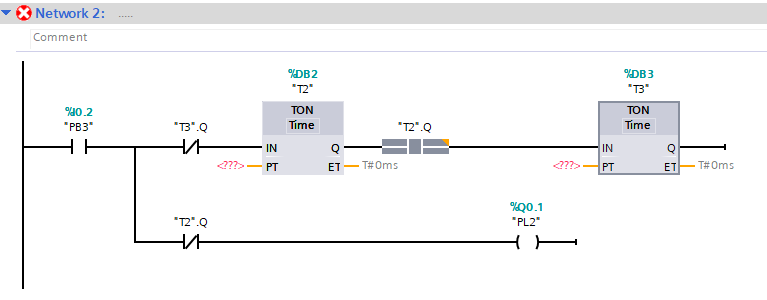 Network 2: .....
Comment
%DB2
"T2"
%DB3
"T3"
%I0.2
"PB3"
"T3".Q
TON
Time
"T2".Q
TON
Time
IN
Q
IN
Q
<???>
PT
ET
T#0ms
<???>
PT
ET
T#0ms
"T2".Q
%Q0.1
"PL2"